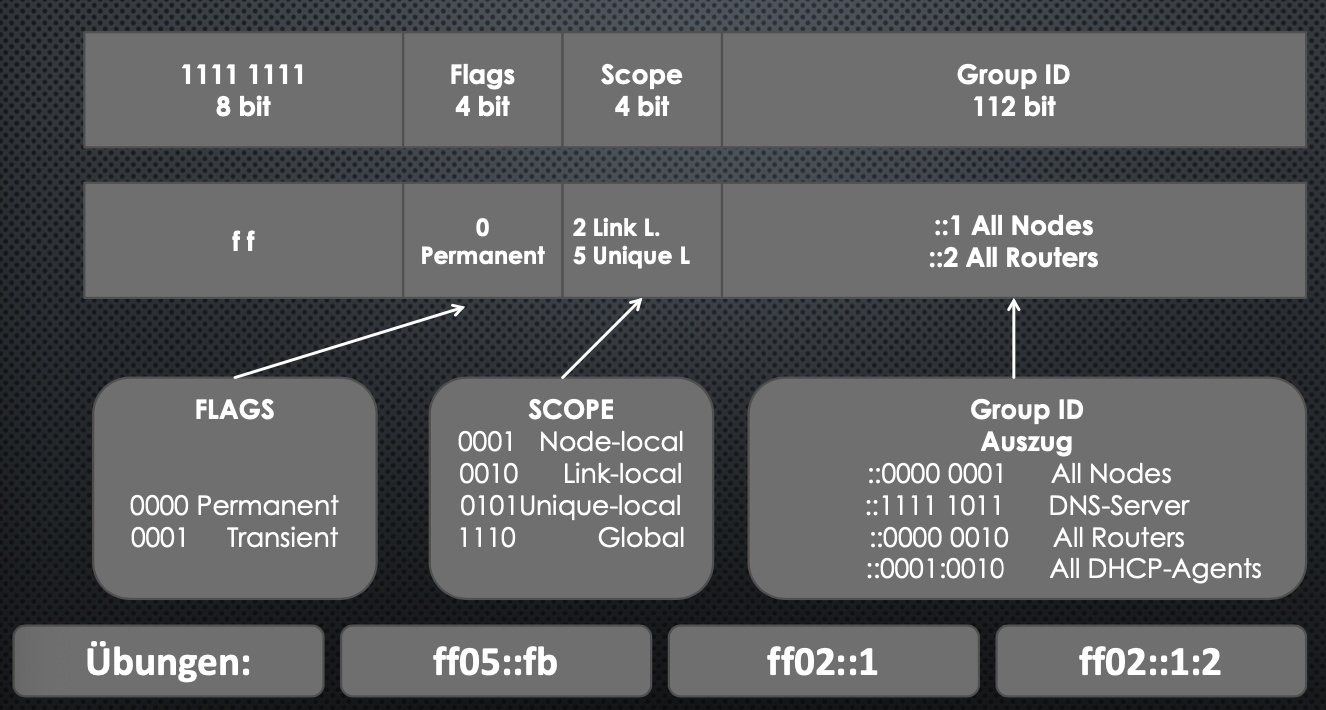 1111 1111
8 bit
Flags
4 bit
Scope
4 bit
Group ID
112 bit
f f
0
Permanent
2 Link L.
5 Unique L
::1 All Nodes
::2 All Routers
FLAGS
0000 Permanent
0001 Transient
SCOPE
0001 Node-local
0010 Link-local
0101Unique-local
1110 Global
Group ID
Auszug
::0000 0001 All Nodes
::1111 1011 DNS-Server
::0000 0010 All Routers
::0001:0010 All DHCP-Agents
Übungen:
ff05::fb
ff02::1
ff02::1:2